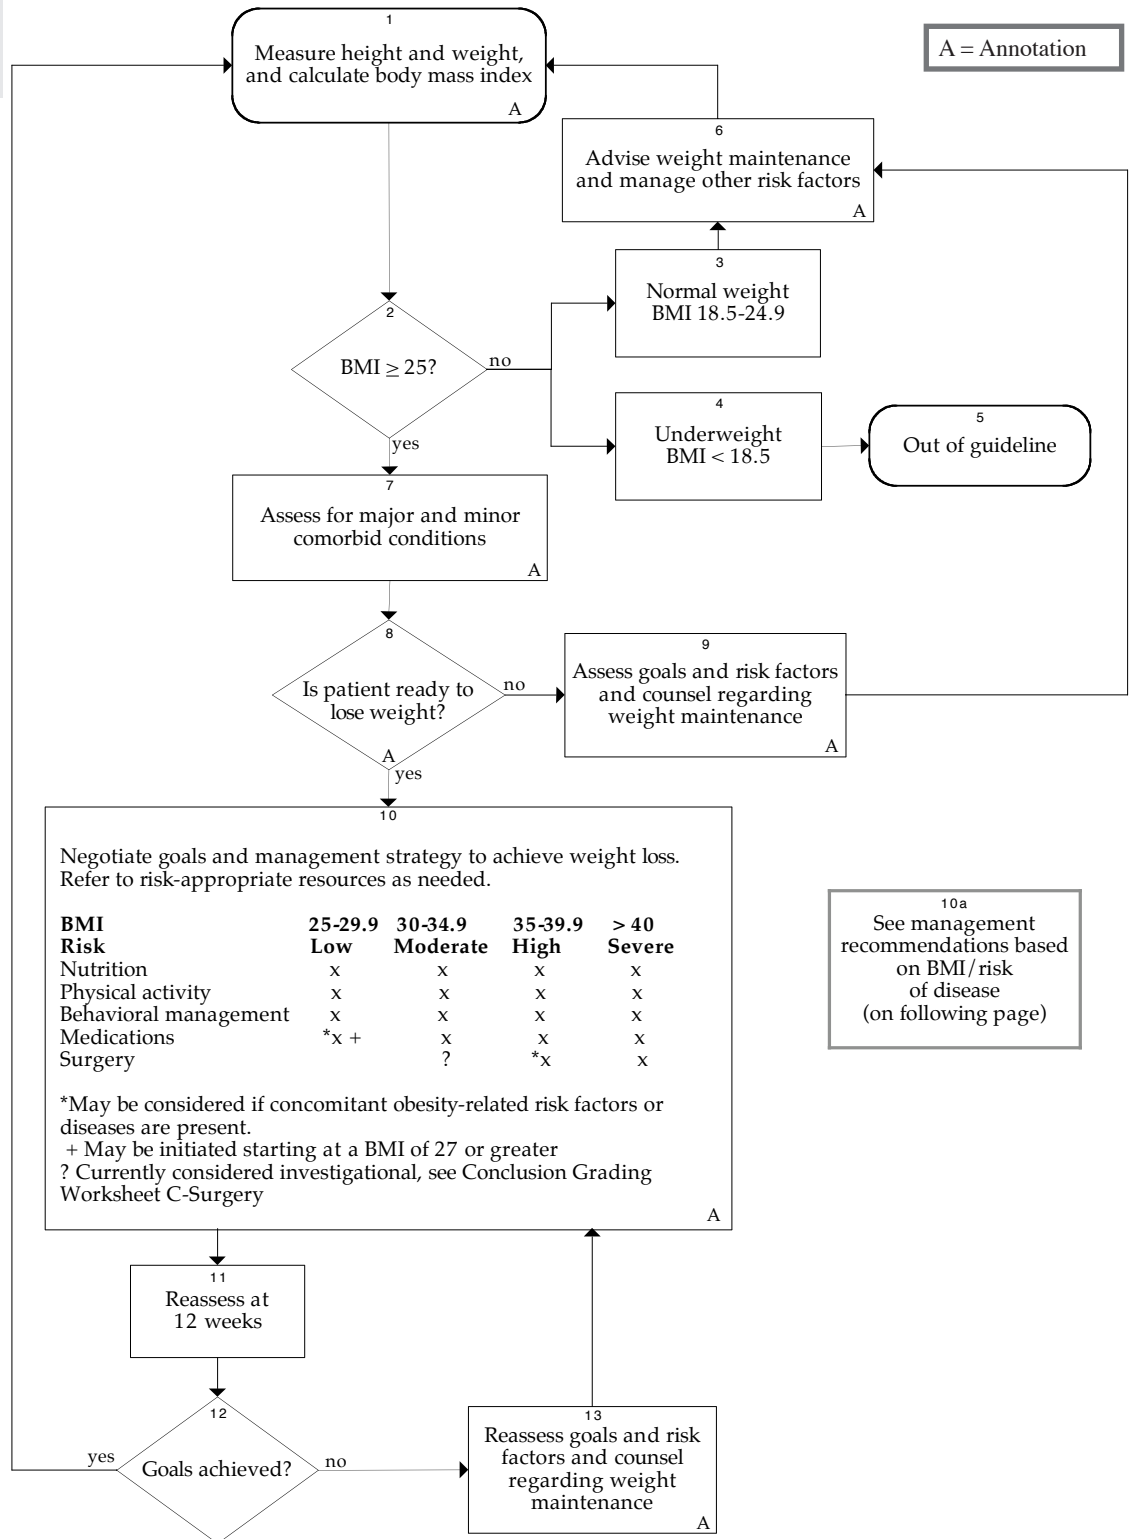 1
Measure height and weight,
and calculate body mass index
A
A = Annotation
6
Advise weight maintenance
and manage other risk factors
A
3
Normal weight
BMI 18.5-24.9
2
BMI ≥ 25?
no
yes
4
Underweight
BMI < 18.5
5
Out of guideline
7
Assess for major and minor
comorbid conditions
A
8
Is patient ready to
lose weight?
A
no
yes
9
Assess goals and risk factors
and counsel regarding
weight maintenance
A
10
Negotiate goals and management strategy to achieve weight loss.
Refer to risk-appropriate resources as needed.
BMI 25-29.9 30-34.9 35-39.9 > 40
Risk Low Moderate High Severe
Nutrition x x x x
Physical activity x x x x
Behavioral management x x x x
Medications *x + x x x
Surgery ? *x x
*May be considered if concomitant obesity-related risk factors or
diseases are present.
+ May be initiated starting at a BMI of 27 or greater
? Currently considered investigational, see Conclusion Grading
Worksheet C-Surgery
A
10a
See management
recommendations based
on BMI/risk
of disease
(on following page)
11
Reassess at
12 weeks
12
Goals achieved?
yes
no
13
Reassess goals and risk
factors and counsel
regarding weight
maintenance
A